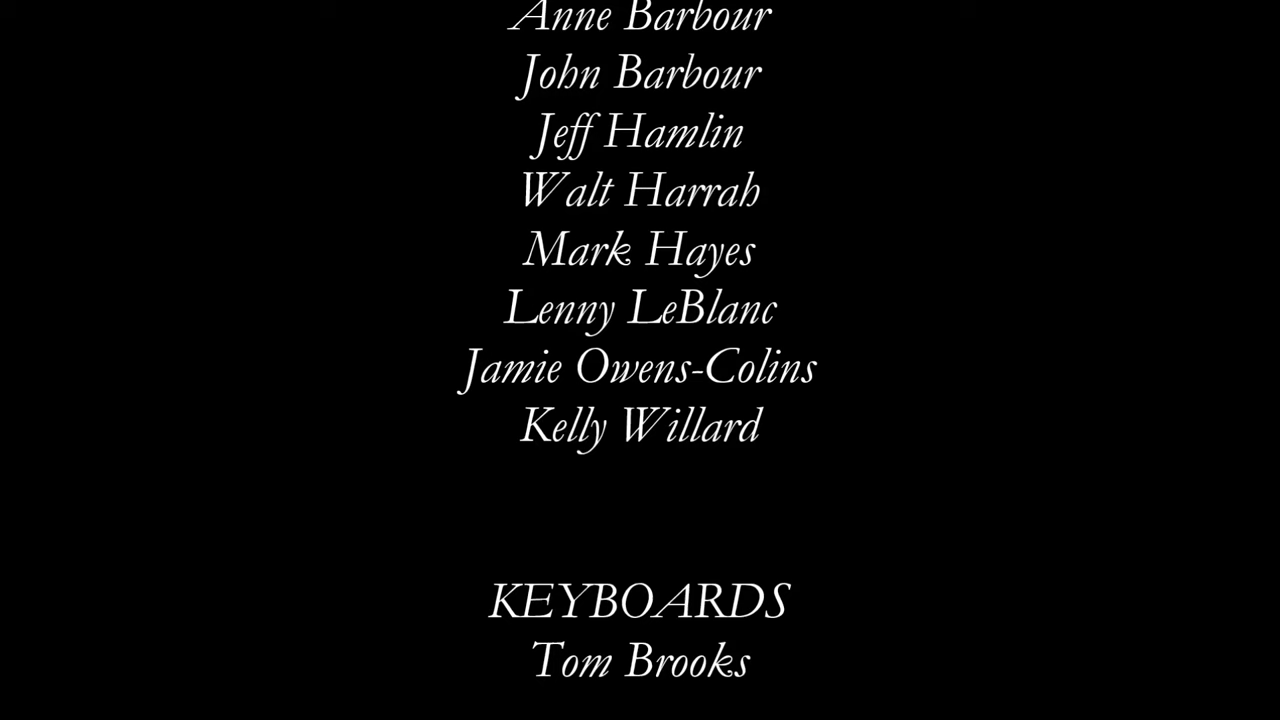 Anne Barbour
John Barbour
Jeff Hamlin
Walt Harrah
Mark Hayes
Lenny LeBlanc
Jamie Owens-Colins
Kelly Willard
KEYBOARDS
Tom Brooks